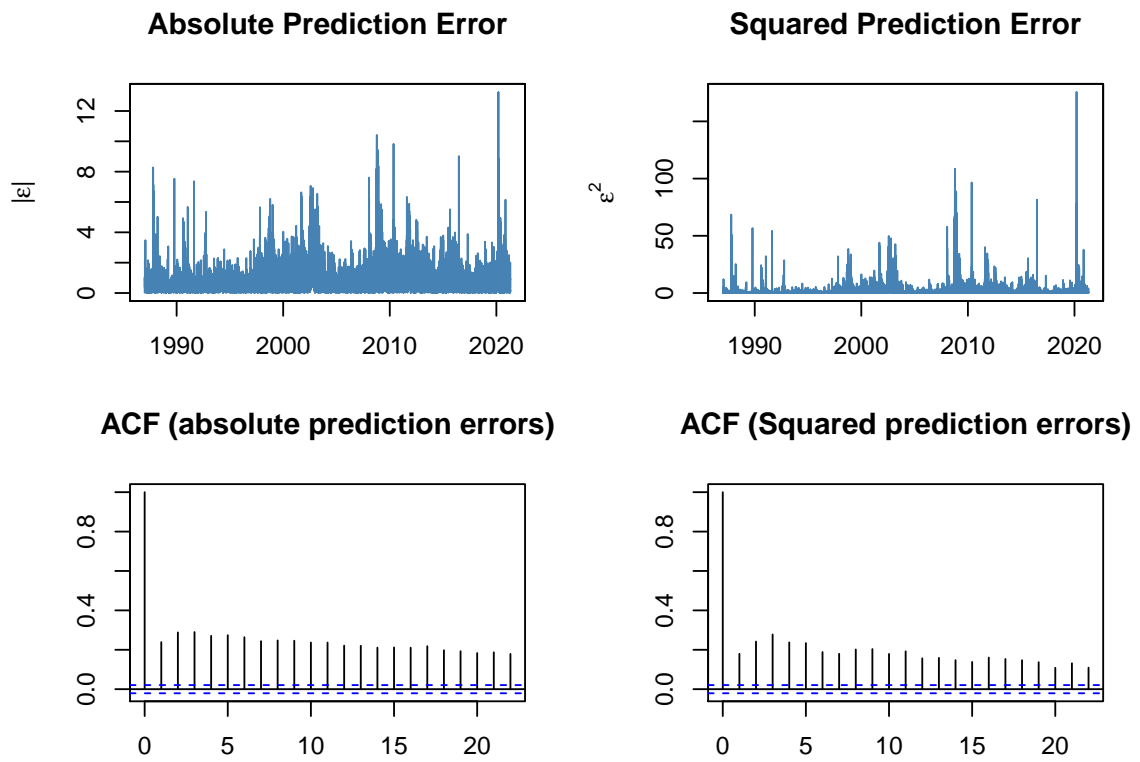 Absolute Prediction Error
|ε|
12
8
4
0
1990 2000 2010 2020
Squared Prediction Error
ε²
100
50
0
1990 2000 2010 2020
ACF (absolute prediction errors)
0.8
0.4
0.0
0 5 10 15 20
ACF (Squared prediction errors)
0.8
0.4
0.0
0 5 10 15 20